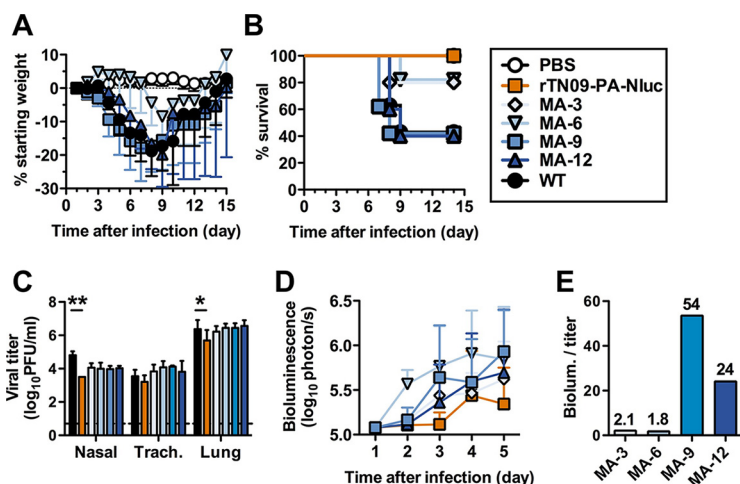 A
% starting weight
10
0
-10
-20
-30
0
3
6
9
12
15
Time after infection (day)
B
% survival
100
80
60
40
20
0
0
3
6
9
12
15
Time after infection (day)
PBS
rTN09-PA-Nluc
MA-3
MA-6
MA-9
MA-12
WT
C
Viral titer
(log10PFU/ml)
8
6
4
2
0
**
*
Nasal
Trach.
Lung
D
Bioluminescence
(log10 photon/s)
6.5
6.0
5.5
5.0
1
2
3
4
5
Time after infection (day)
E
Biolum. / titer
60
40
20
0
2.1
1.8
54
24
MA-3
MA-6
MA-9
MA-12